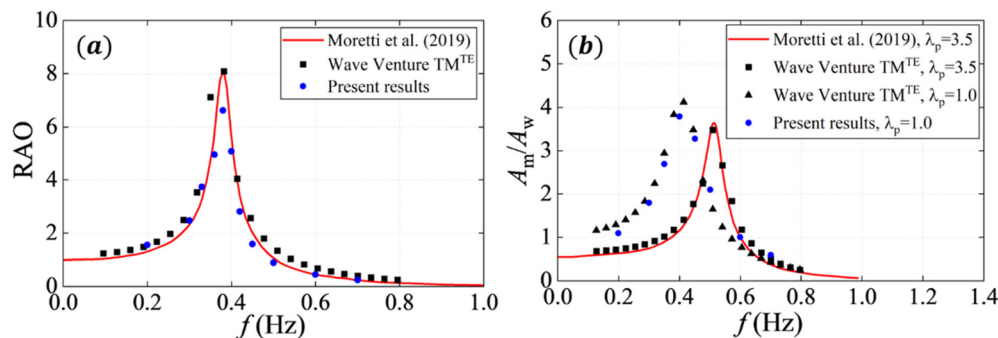 (a)
Moretti et al. (2019)
Wave Venture TM^TE
Present results
RAO
10
8
6
4
2
0
0.0 0.2 0.4 0.6 0.8 1.0
f (Hz)
(b)
Moretti et al. (2019), λp=3.5
Wave Venture TM^TE, λp=3.5
Wave Venture TM^TE, λp=1.0
Present results, λp=1.0
Am/Aw
6
5
4
3
2
1
0
0.0 0.2 0.4 0.6 0.8 1.0
f (Hz)